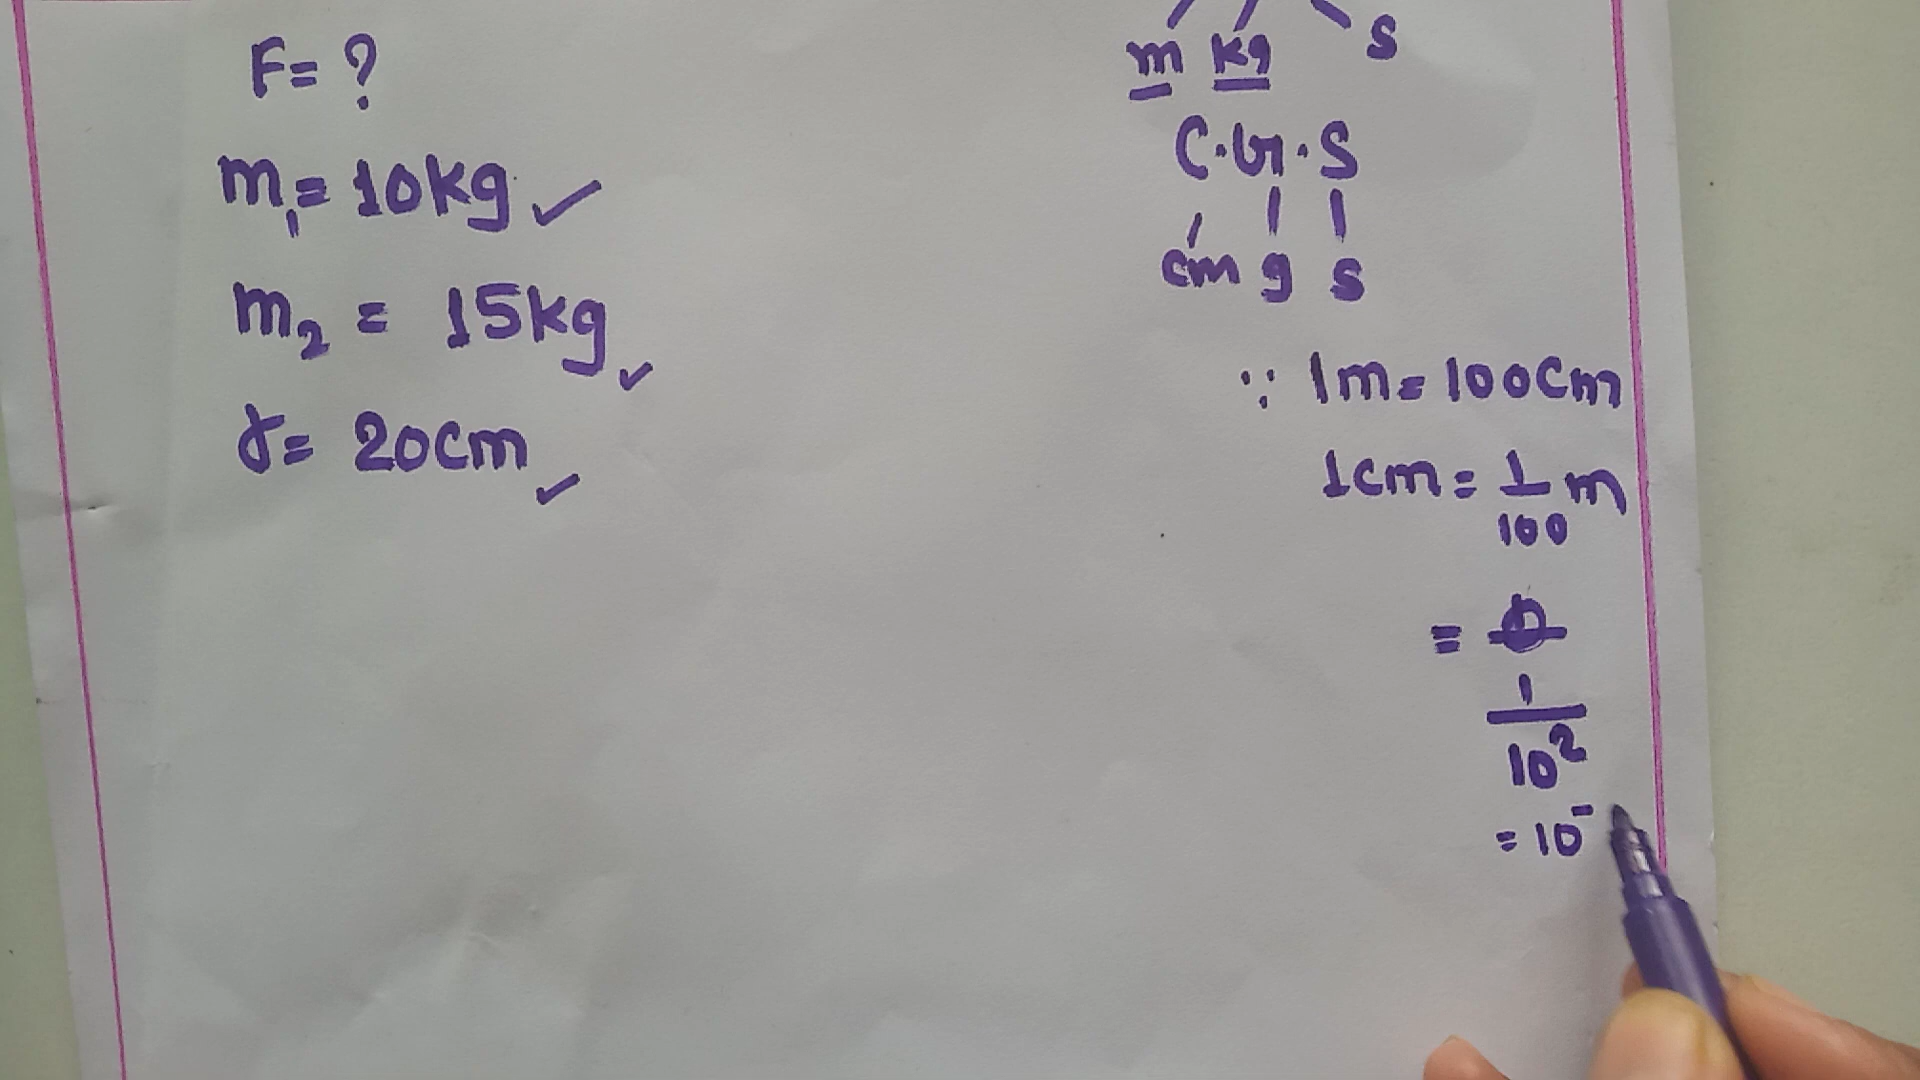 F = ?
m₁ = 10kg ✓
m₂ = 15kg ✓
r = 20cm ✓
m kg s
C.G.S
cm g s
∵ 1m = 100cm
1cm = 1/100 m
=
1/10²
= 10⁻